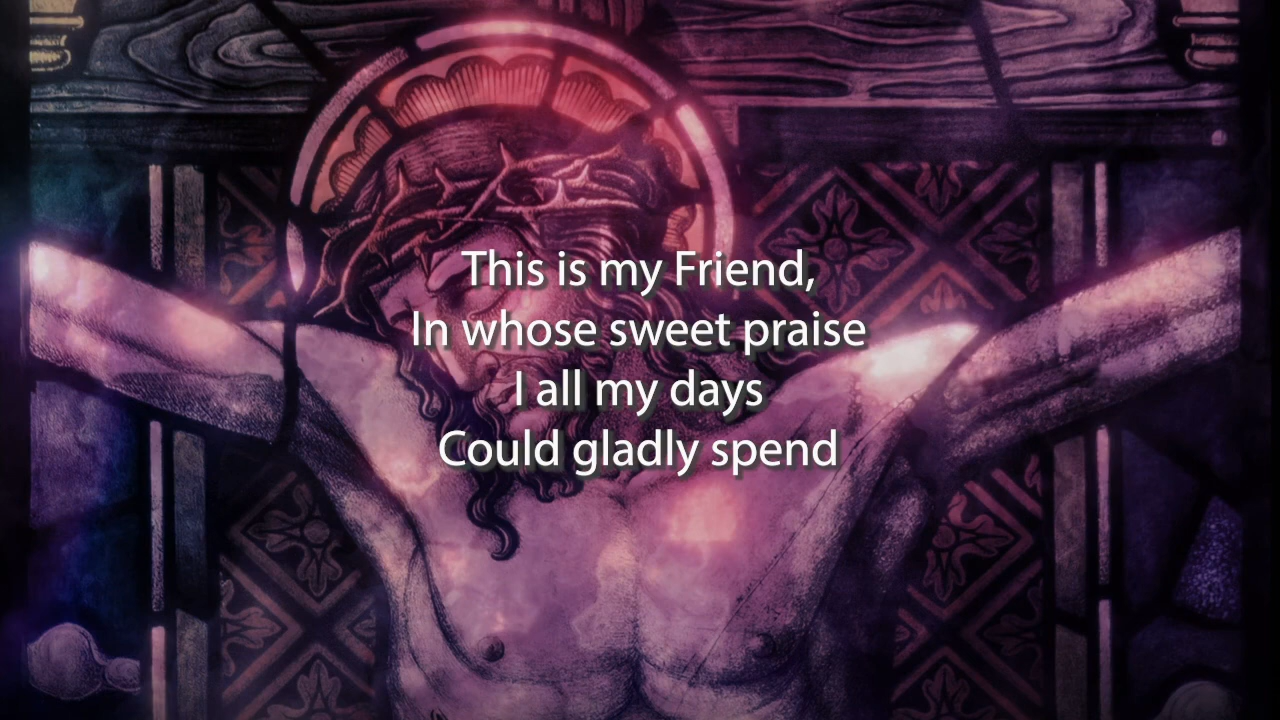 This is my Friend,
In whose sweet praise
I all my days
Could gladly spend